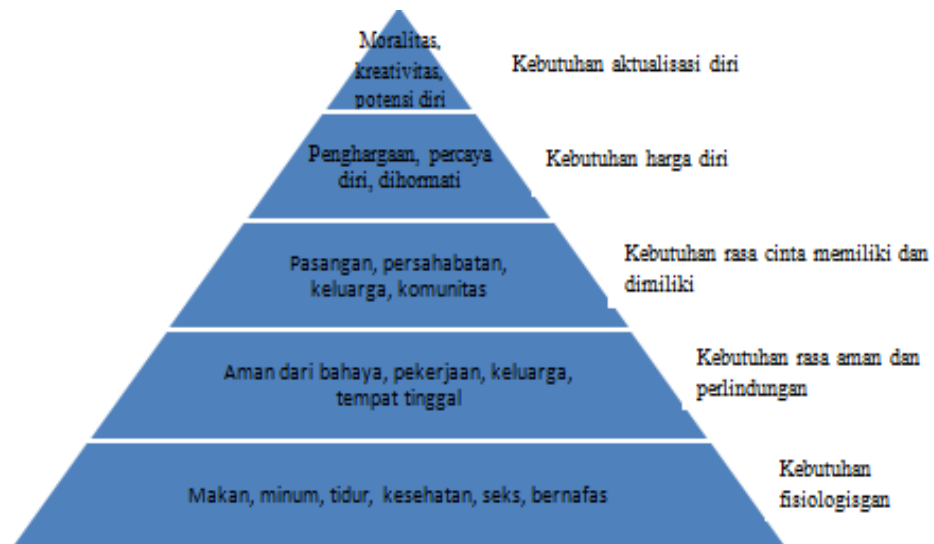 Moralitas,
kreativitas,
potensi diri
Kebutuhan aktualisasi diri
Penghargaan, percaya
diri, dihormati
Kebutuhan harga diri
Pasangan, persahabatan,
keluarga, komunitas
Kebutuhan rasa cinta memiliki dan
dimiliki
Aman dari bahaya, pekerjaan, keluarga,
tempat tinggal
Kebutuhan rasa aman dan
perlindungan
Makan, minum, tidur, kesehatan, seks, bernafas
Kebutuhan
fisiologisgan